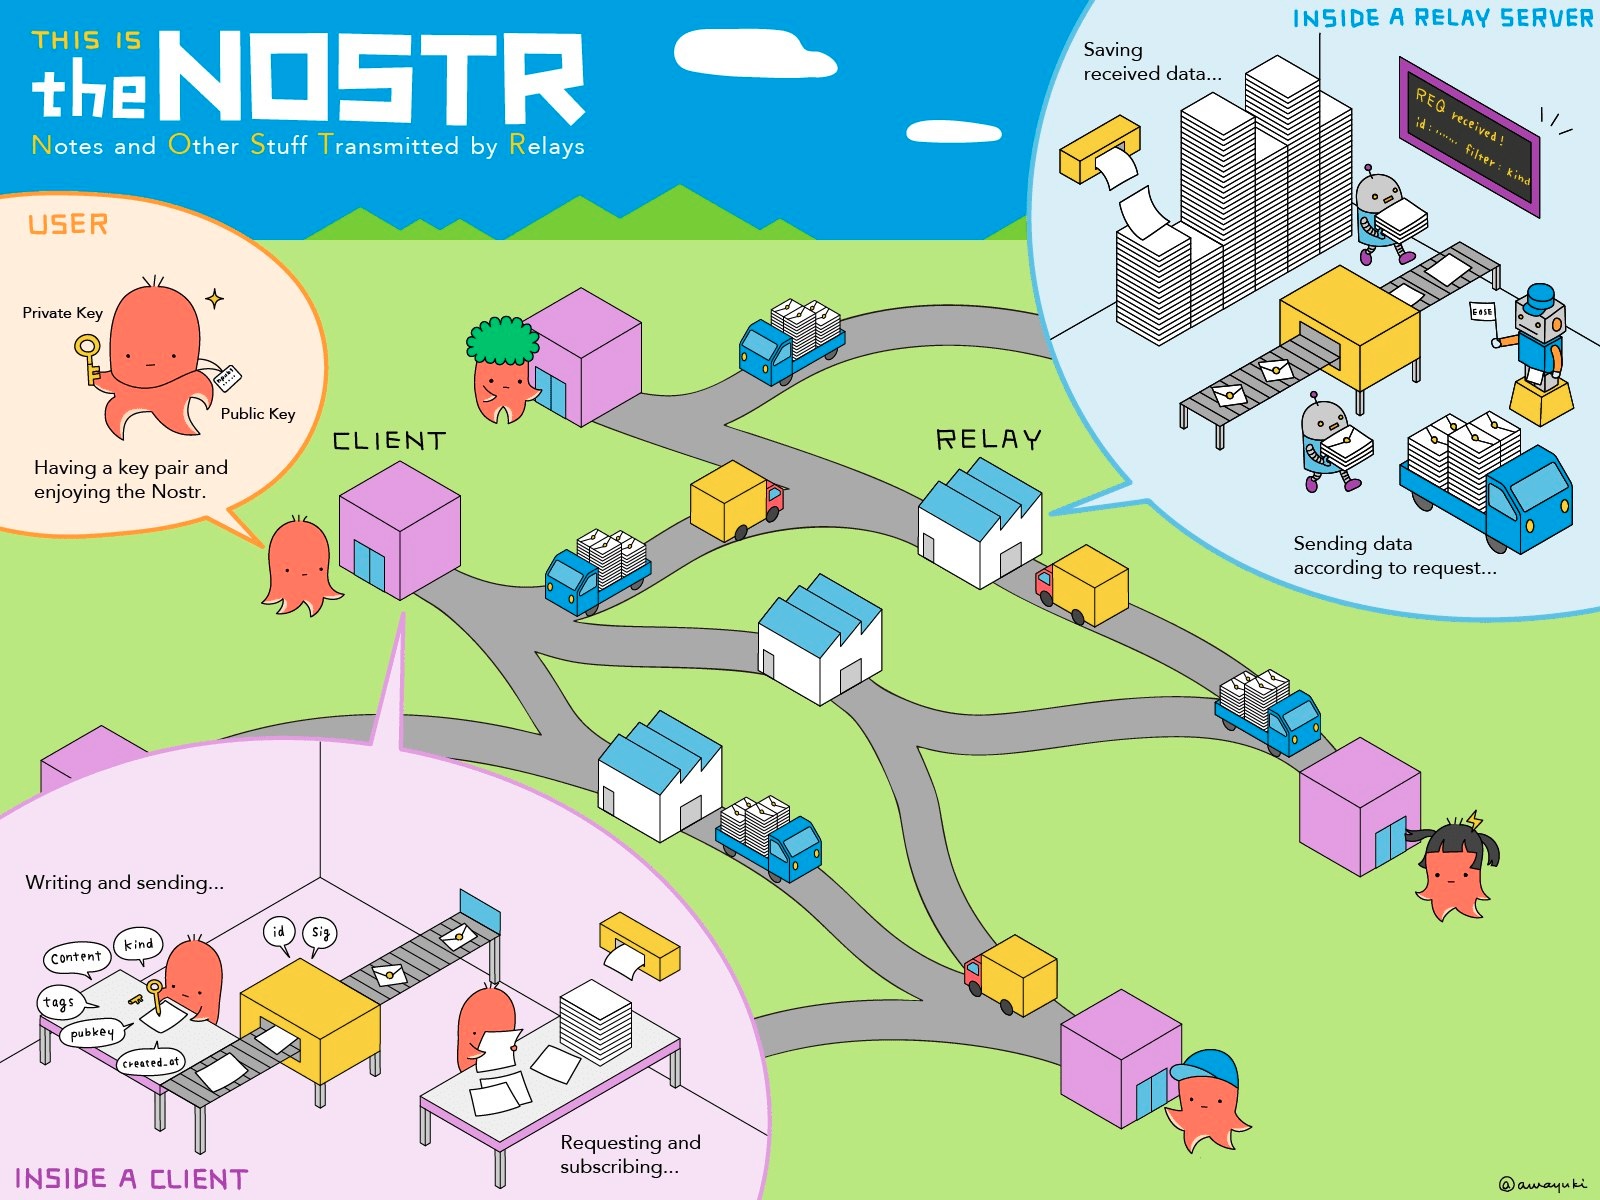 THIS IS
the NOSTR
Notes and Other Stuff Transmitted by Relays
USER
Private Key
Public Key
npub1
Having a key pair and
enjoying the Nostr.
CLIENT
RELAY
INSIDE A RELAY SERVER
Saving
received data...
REQ received!
id:...... filter: kind
EOSE
Sending data
according to request...
Writing and sending...
content
kind
tags
pubkey
created_at
id
Sig
Requesting and
subscribing...
INSIDE A CLIENT
@awayuki